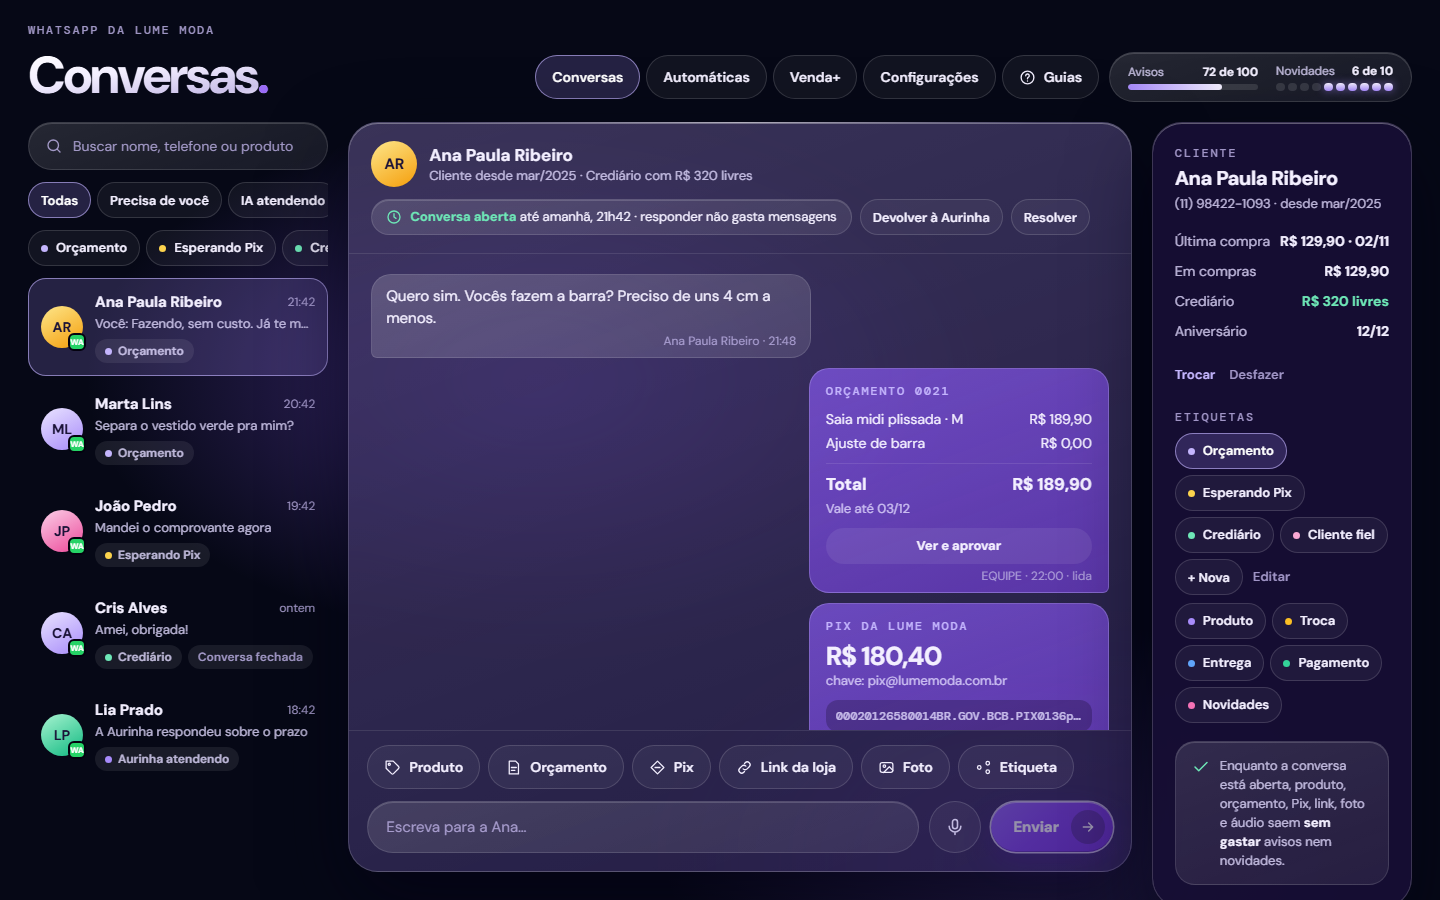 WHATSAPP DA LUME MODA
Conversas.
Conversas
Automáticas
Venda+
Configurações
Guias
Avisos 72 de 100
Novidades 6 de 10
Buscar nome, telefone ou produto
Todas
Precisa de você
IA atendendo
Orçamento
Esperando Pix
Cre
AR
WA
Ana Paula Ribeiro 21:42
Você: Fazendo, sem custo. Já te m...
Orçamento
ML
WA
Marta Lins 20:42
Separa o vestido verde pra mim?
Orçamento
JP
WA
João Pedro 19:42
Mandei o comprovante agora
Esperando Pix
CA
WA
Cris Alves ontem
Amei, obrigada!
Crediário
Conversa fechada
LP
WA
Lia Prado 18:42
A Aurinha respondeu sobre o prazo
Aurinha atendendo
AR
Ana Paula Ribeiro
Cliente desde mar/2025 · Crediário com R$ 320 livres
Conversa aberta até amanhã, 21h42 · responder não gasta mensagens
Devolver à Aurinha
Resolver
Quero sim. Vocês fazem a barra? Preciso de uns 4 cm a
menos.
Ana Paula Ribeiro · 21:48
ORÇAMENTO 0021
Saia midi plissada · M R$ 189,90
Ajuste de barra R$ 0,00
Total R$ 189,90
Vale até 03/12
Ver e aprovar
EQUIPE · 22:00 · lida
PIX DA LUME MODA
R$ 180,40
chave: pix@lumemoda.com.br
00020126580014BR.GOV.BCB.PIX0136p...
Produto
Orçamento
Pix
Link da loja
Foto
Etiqueta
Escreva para a Ana...
Enviar
CLIENTE
Ana Paula Ribeiro
(11) 98422-1093 · desde mar/2025
Última compra R$ 129,90 · 02/11
Em compras R$ 129,90
Crediário R$ 320 livres
Aniversário 12/12
Trocar Desfazer
ETIQUETAS
Orçamento
Esperando Pix
Crediário
Cliente fiel
+ Nova
Editar
Produto
Troca
Entrega
Pagamento
Novidades
Enquanto a conversa
está aberta, produto,
orçamento, Pix, link, foto
e áudio saem sem
gastar avisos nem
novidades.